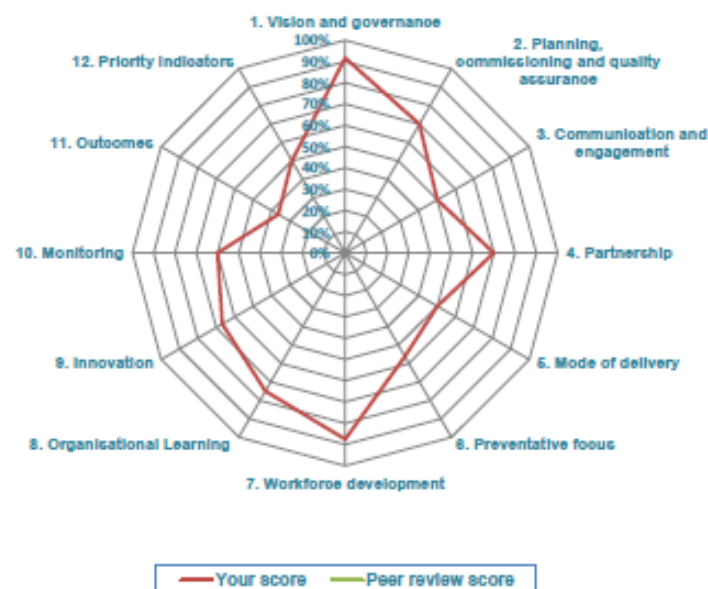 1. Vision and governance
100%
90%
80%
70%
60%
50%
40%
30%
20%
10%
0%
2. Planning,
commissioning and quality
assurance
3. Communication and
engagement
4. Partnership
5. Mode of delivery
6. Preventative focus
7. Workforce development
8. Organisational Learning
9. Innovation
10. Monitoring
11. Outcomes
12. Priority Indicators
Your score
Peer review score